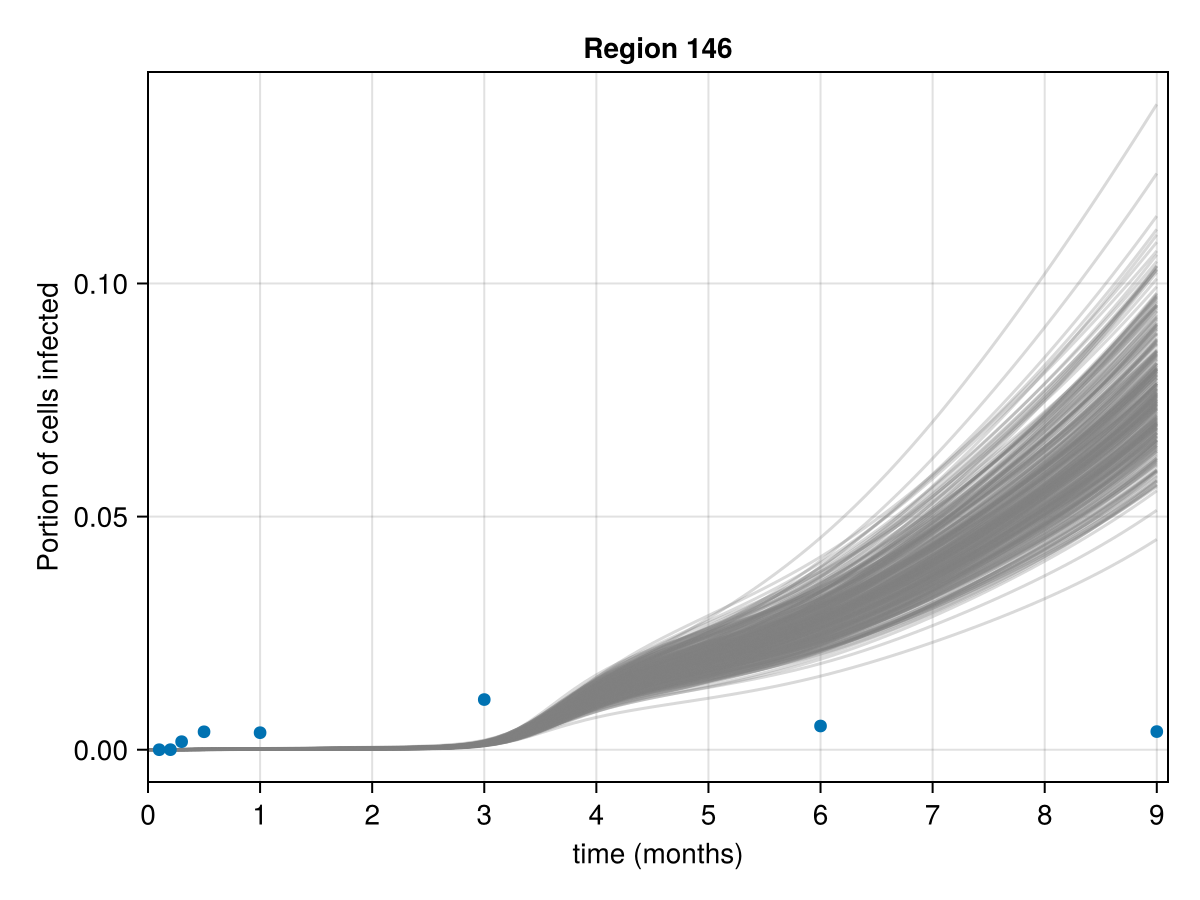 Region 146
Portion of cells infected
0.10
0.05
0.00
0 1 2 3 4 5 6 7 8 9
time (months)